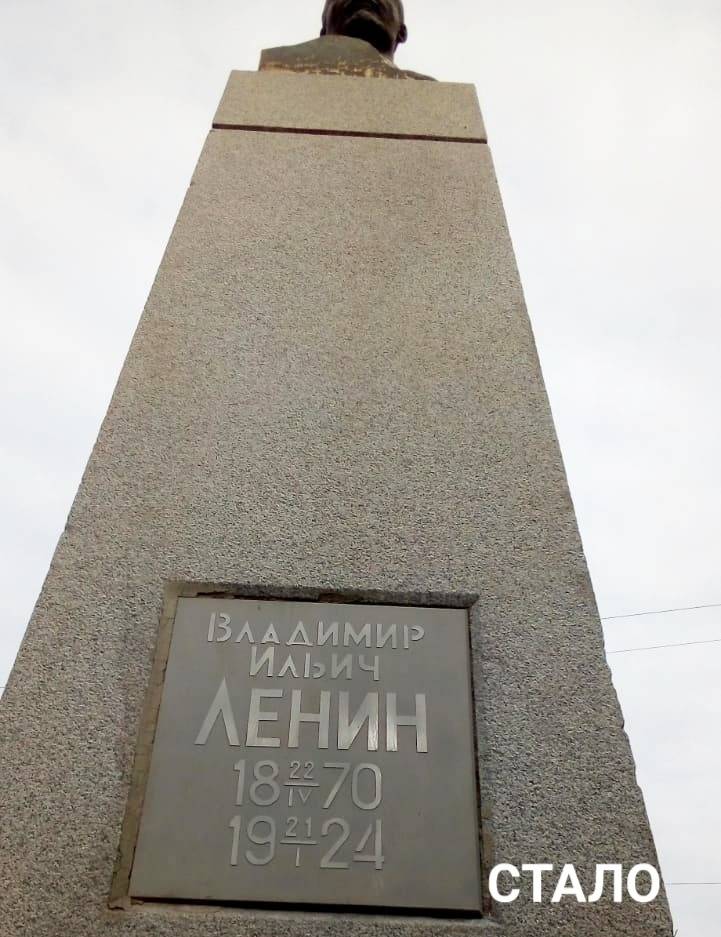 Владимир
Ильич
ЛЕНИН
18 22/IV 70
19 21/I 24
СТАЛО